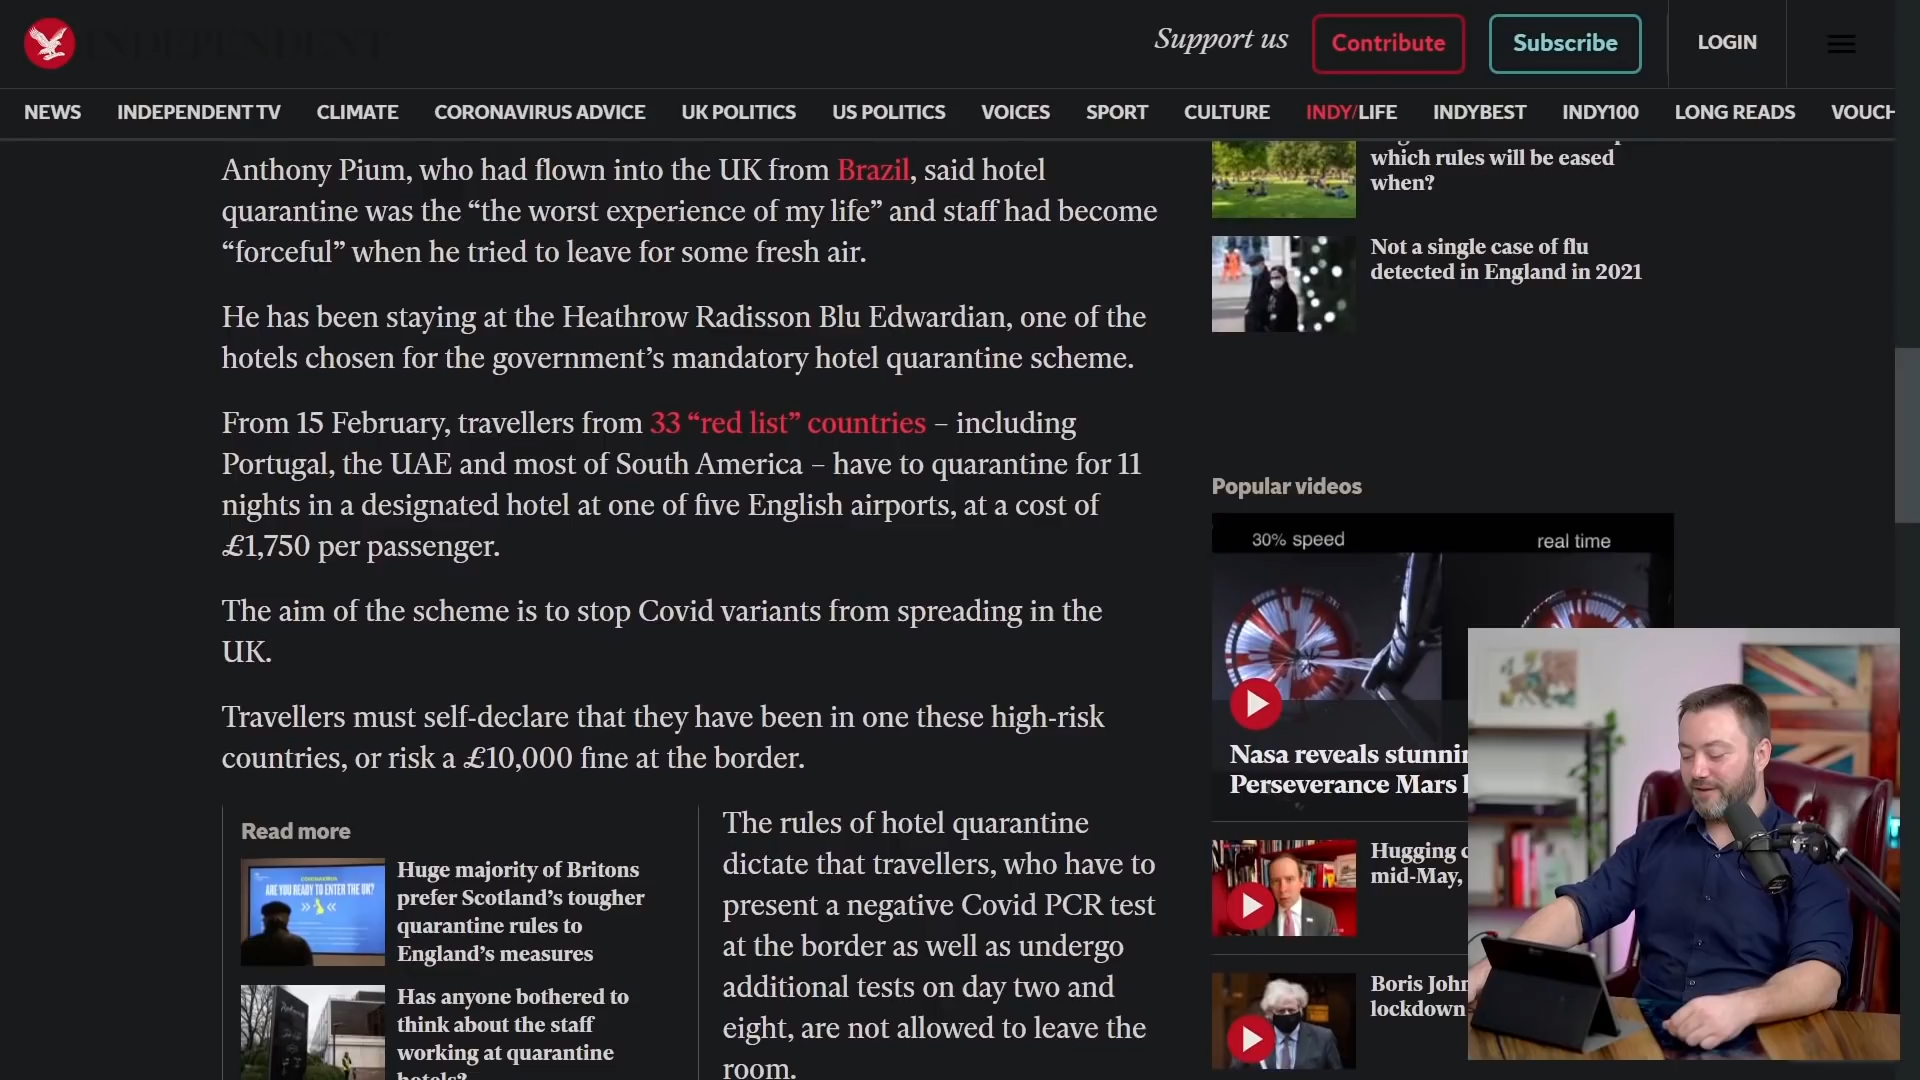 INDEPENDENT
Support us
Contribute
Subscribe
LOGIN
NEWS INDEPENDENT TV CLIMATE CORONAVIRUS ADVICE UK POLITICS US POLITICS VOICES SPORT CULTURE INDY/LIFE INDYBEST INDY100 LONG READS VOUCH
Anthony Pium, who had flown into the UK from Brazil, said hotel
quarantine was the “the worst experience of my life” and staff had become
“forceful” when he tried to leave for some fresh air.
He has been staying at the Heathrow Radisson Blu Edwardian, one of the
hotels chosen for the government’s mandatory hotel quarantine scheme.
From 15 February, travellers from 33 “red list” countries – including
Portugal, the UAE and most of South America – have to quarantine for 11
nights in a designated hotel at one of five English airports, at a cost of
£1,750 per passenger.
The aim of the scheme is to stop Covid variants from spreading in the
UK.
Travellers must self-declare that they have been in one these high-risk
countries, or risk a £10,000 fine at the border.
Read more
CORONAVIRUS
ARE YOU READY TO ENTER THE UK?
Huge majority of Britons
prefer Scotland’s tougher
quarantine rules to
England’s measures
Has anyone bothered to
think about the staff
working at quarantine
hotels?
The rules of hotel quarantine
dictate that travellers, who have to
present a negative Covid PCR test
at the border as well as undergo
additional tests on day two and
eight, are not allowed to leave the
room.
which rules will be eased
when?
Not a single case of flu
detected in England in 2021
Popular videos
30% speed
real time
Nasa reveals stunnin
Perseverance Mars l
Hugging c
mid-May,
Boris John
lockdown